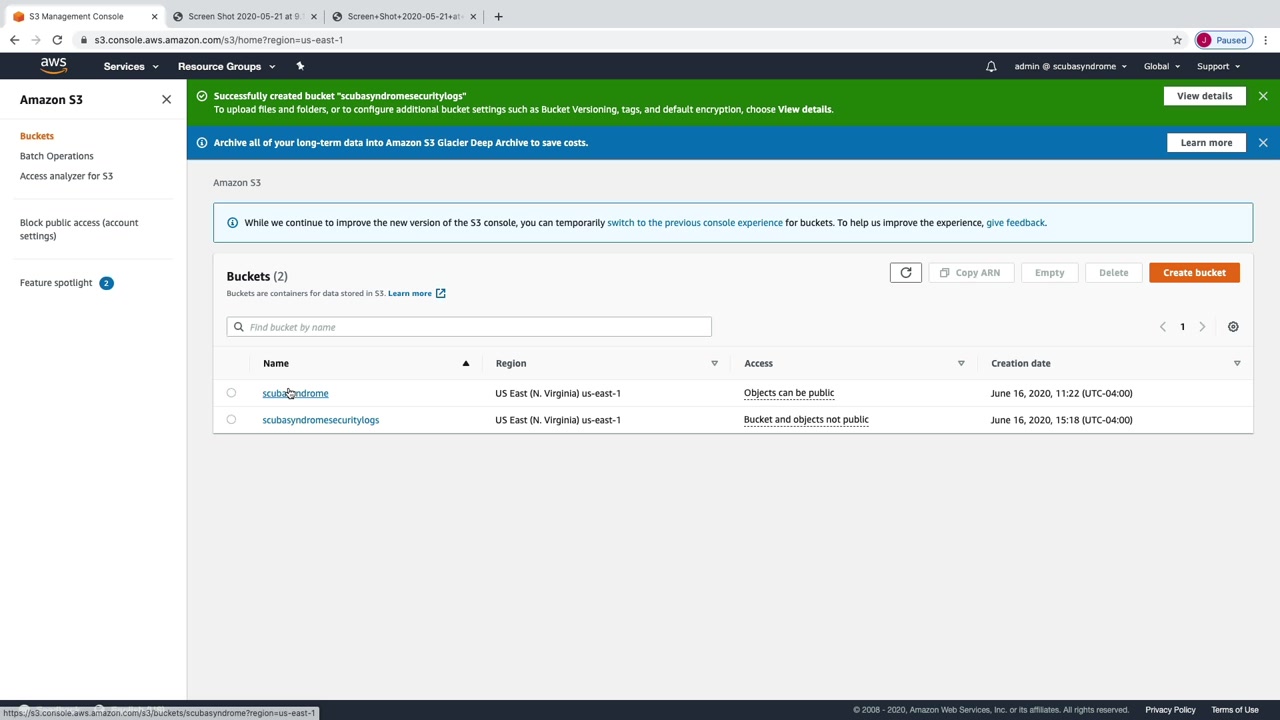 S3 Management Console
Screen Shot 2020-05-21 at 9.
Screen+Shot+2020-05-21+at
s3.console.aws.amazon.com/s3/home?region=us-east-1
J Paused
aws Services Resource Groups admin @ scubasyndrome Global Support
Amazon S3
Buckets
Batch Operations
Access analyzer for S3
Block public access (account
settings)
Feature spotlight 2
Successfully created bucket "scubasyndromesecuritylogs"
To upload files and folders, or to configure additional bucket settings such as Bucket Versioning, tags, and default encryption, choose View details.
View details
Archive all of your long-term data into Amazon S3 Glacier Deep Archive to save costs.
Learn more
Amazon S3
While we continue to improve the new version of the S3 console, you can temporarily switch to the previous console experience for buckets. To help us improve the experience, give feedback.
Buckets (2)
Buckets are containers for data stored in S3. Learn more
Copy ARN Empty Delete Create bucket
Find bucket by name
1
Name Region Access Creation date
scubasyndrome US East (N. Virginia) us-east-1 Objects can be public June 16, 2020, 11:22 (UTC-04:00)
scubasyndromesecuritylogs US East (N. Virginia) us-east-1 Bucket and objects not public June 16, 2020, 15:18 (UTC-04:00)
https://s3.console.aws.amazon.com/s3/buckets/scubasyndrome?region=us-east-1
© 2008 - 2020, Amazon Web Services, Inc. or its affiliates. All rights reserved. Privacy Policy Terms of Use